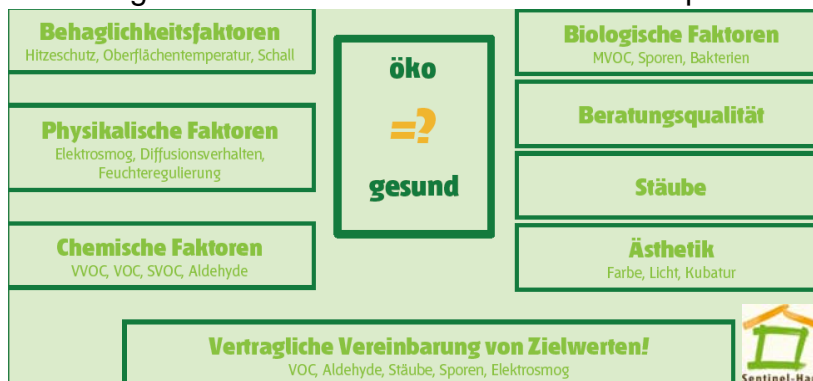 Behaglichkeitsfaktoren
Hitzeschutz, Oberflächentemperatur, Schall
Physikalische Faktoren
Elektrosmog, Diffusionsverhalten,
Feuchteregulierung
Chemische Faktoren
VVOC, VOC, SVOC, Aldehyde
öko
=?
gesund
Biologische Faktoren
MVOC, Sporen, Bakterien
Beratungsqualität
Stäube
Ästhetik
Farbe, Licht, Kubatur
Vertragliche Vereinbarung von Zielwerten!
VOC, Aldehyde, Stäube, Sporen, Elektrosmog